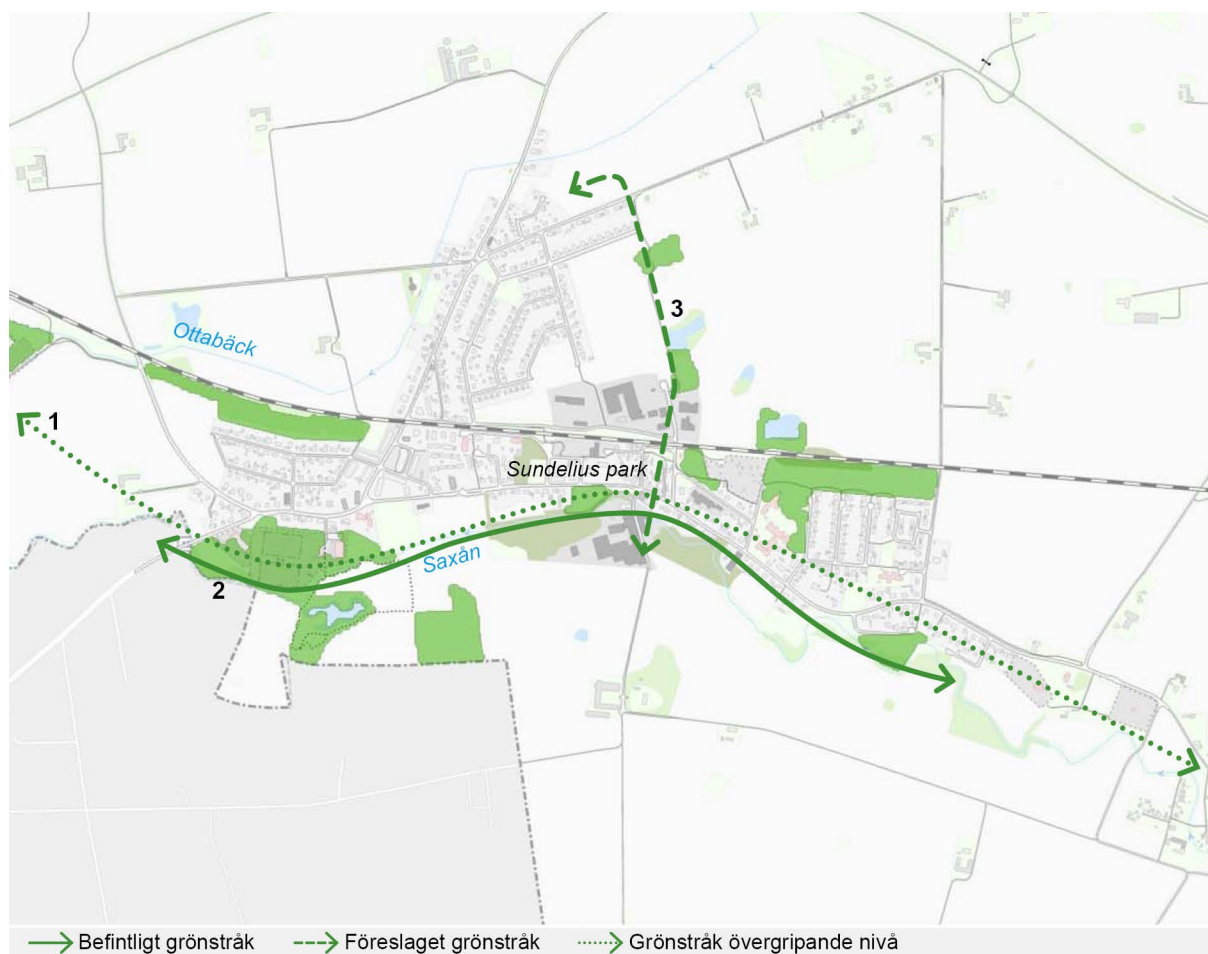 3
Ottabäck
1
Sundelius park
Saxån
2
Befintligt grönstråk
Föreslaget grönstråk
Grönstråk övergripande nivå